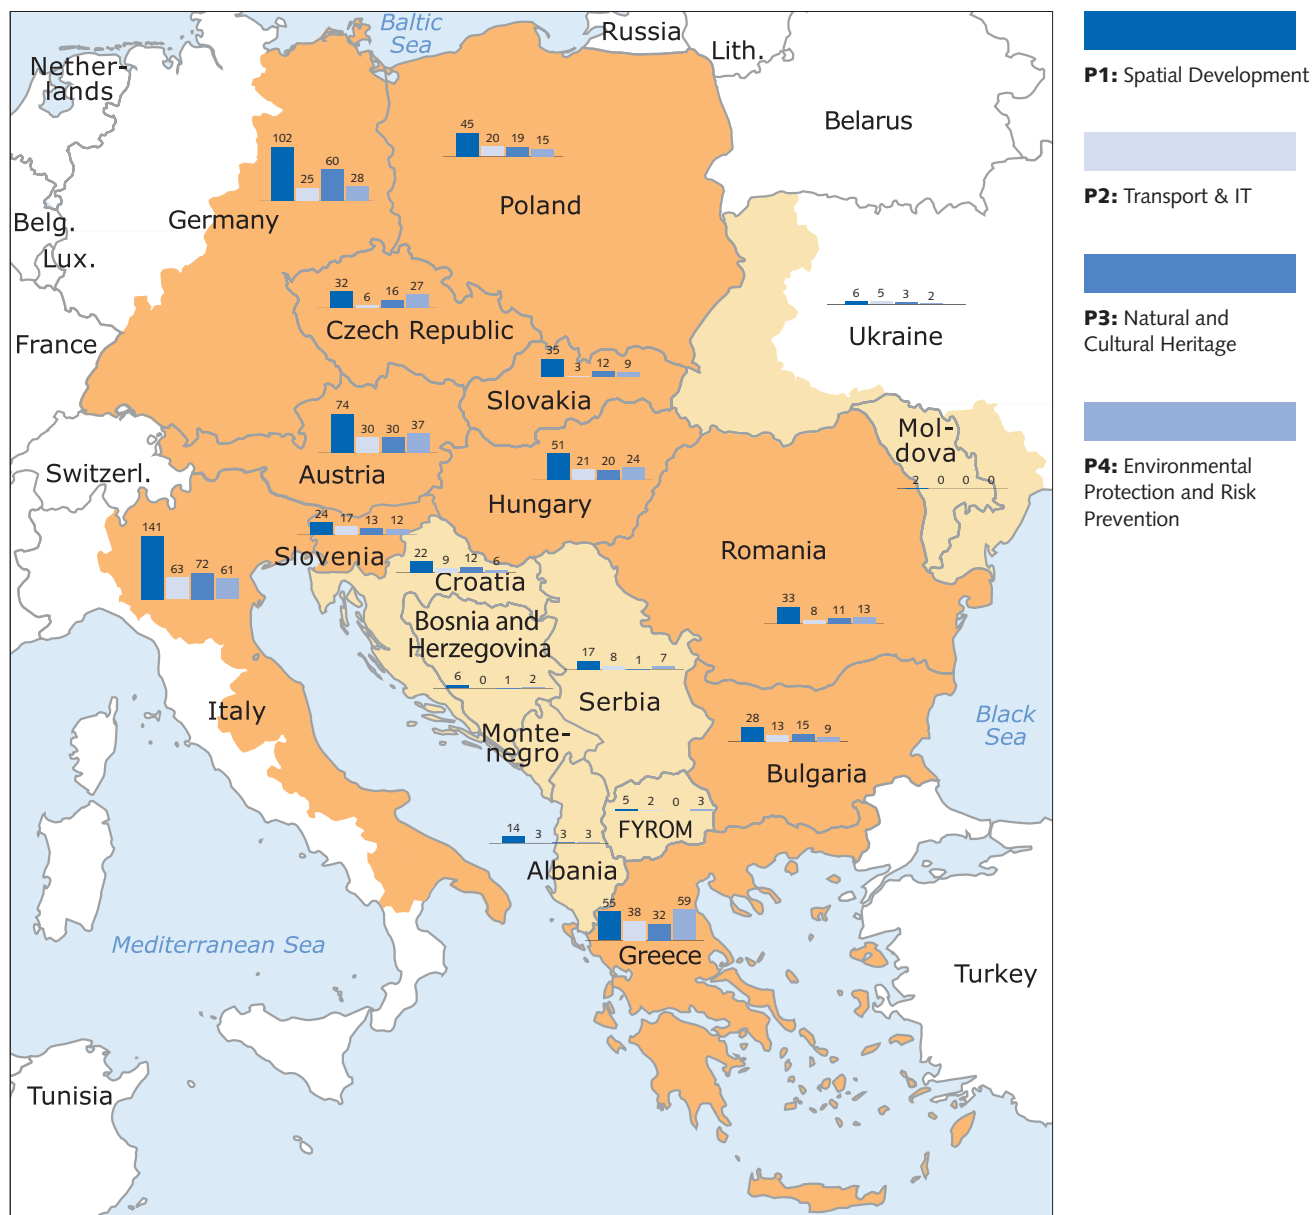 Baltic
Sea
Russia
Lith.
Nether-
lands
Belarus
102
25
60
28
45
20
19
15
Poland
Germany
Belg.
Lux.
32
6
16
27
Czech Republic
6
5
3
2
Ukraine
France
35
3
12
9
Slovakia
74
30
30
37
Austria
Mol-
dova
2
0
0
0
Switzerl.
51
21
20
24
Hungary
141
63
72
61
24
17
13
12
Slovenia
22
9
12
6
Croatia
Romania
33
8
11
13
Bosnia and
Herzegovina
6
0
1
2
17
8
1
7
Serbia
Italy
Monte-
negro
28
13
15
9
Bulgaria
Black
Sea
5
2
0
3
FYROM
14
3
3
3
Albania
55
38
32
59
Greece
Mediterranean Sea
Turkey
Tunisia
P1: Spatial Development
P2: Transport & IT
P3: Natural and
Cultural Heritage
P4: Environmental
Protection and Risk
Prevention